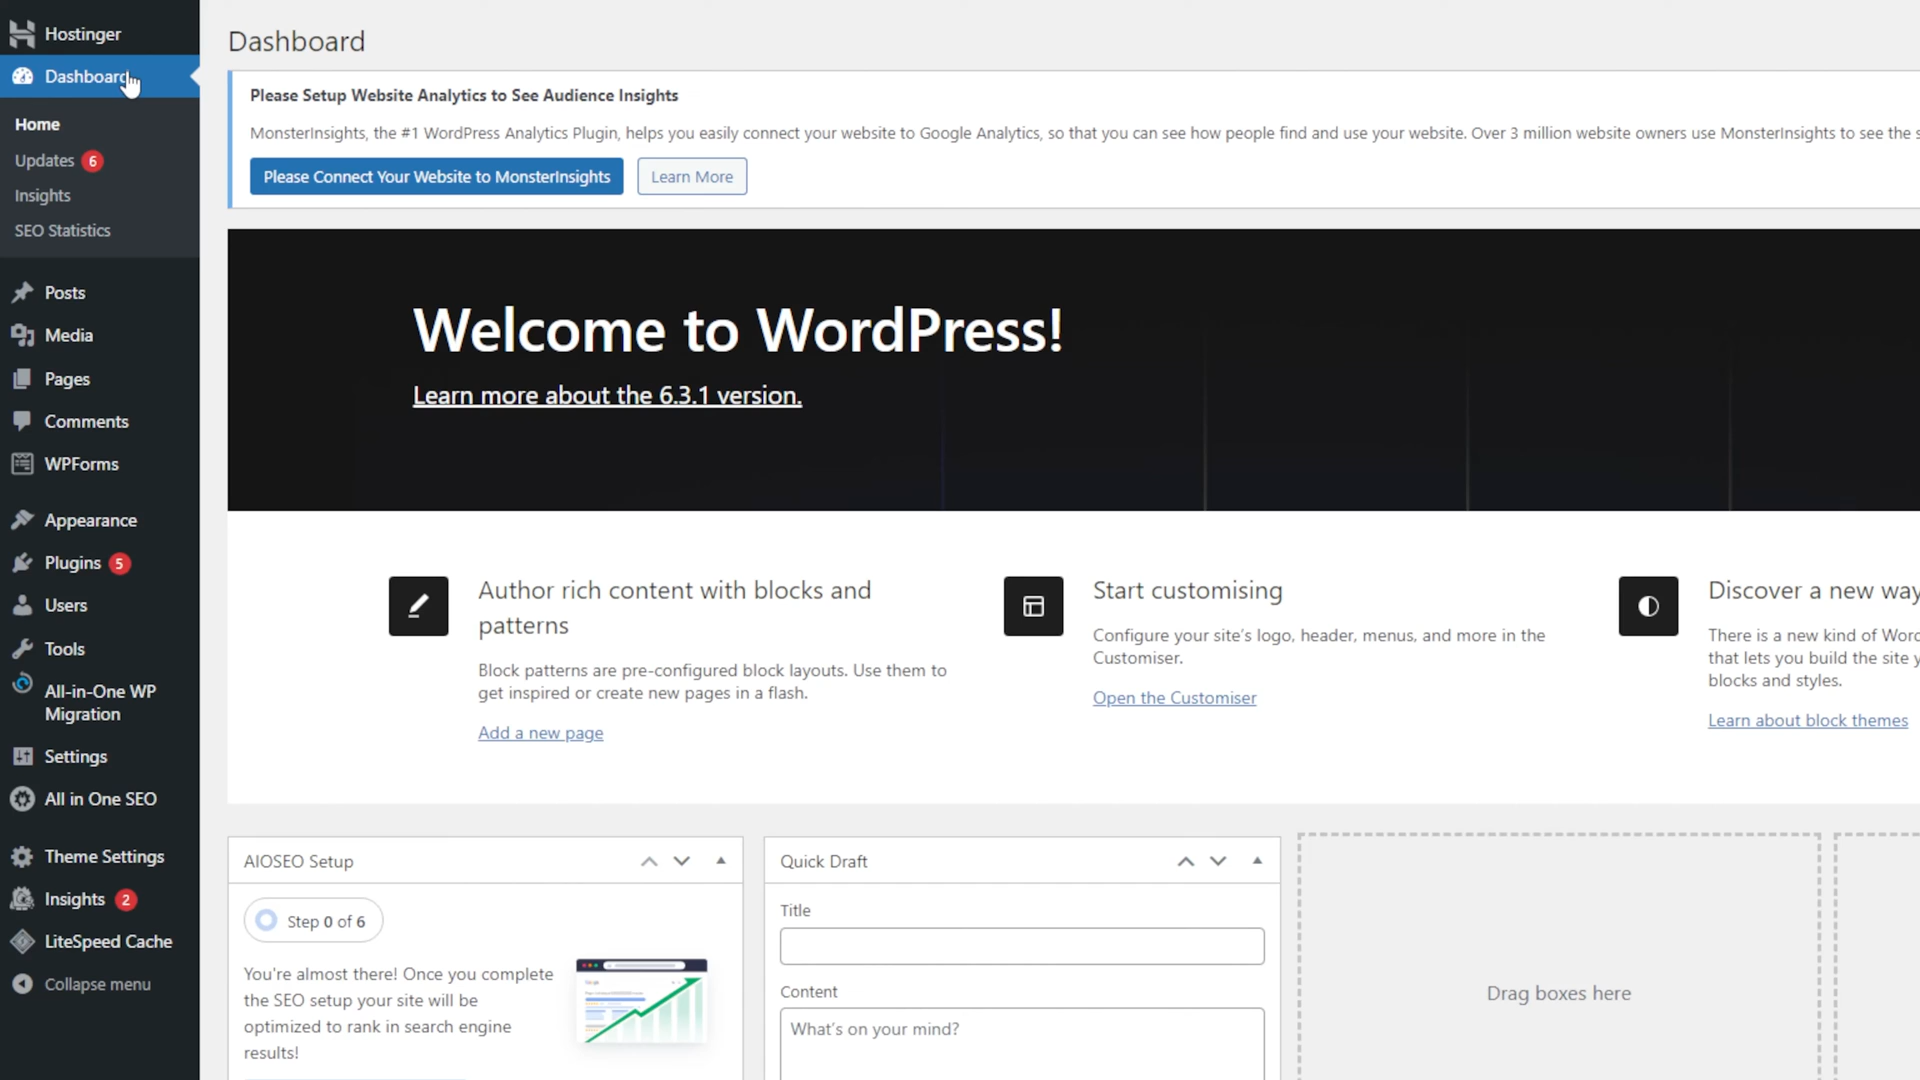 Hostinger
Dashboard
Home
Updates 6
Insights
SEO Statistics
Posts
Media
Pages
Comments
WPForms
Appearance
Plugins 5
Users
Tools
All-in-One WP
Migration
Settings
All in One SEO
Theme Settings
Insights 2
LiteSpeed Cache
Collapse menu
Dashboard
Please Setup Website Analytics to See Audience Insights
MonsterInsights, the #1 WordPress Analytics Plugin, helps you easily connect your website to Google Analytics, so that you can see how people find and use your website. Over 3 million website owners use MonsterInsights to see the
Please Connect Your Website to MonsterInsights Learn More
Welcome to WordPress!
Learn more about the 6.3.1 version.
Author rich content with blocks and
patterns
Block patterns are pre-configured block layouts. Use them to
get inspired or create new pages in a flash.
Add a new page
Start customising
Configure your site's logo, header, menus, and more in the
Customiser.
Open the Customiser
Discover a new way
There is a new kind of
that lets you build the site
blocks and styles.
Learn about block themes
AIOSEO Setup
Step 0 of 6
You're almost there! Once you complete
the SEO setup your site will be
optimized to rank in search engine
results!
Quick Draft
Title
Content
What's on your mind?
Drag boxes here